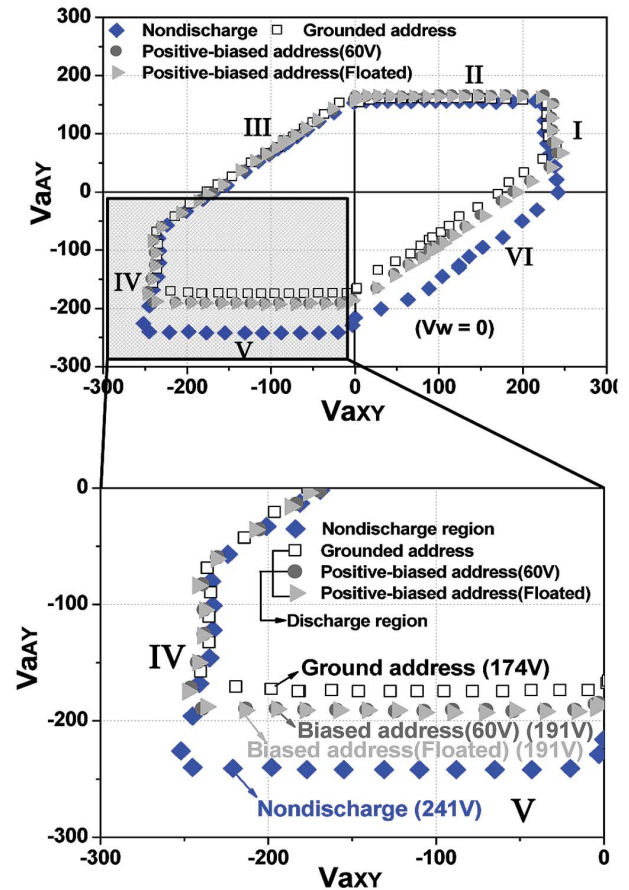 300
Nondischarge Grounded address
Positive-biased address(60V)
Positive-biased address(Floated)
200
100
0
-100
-200
-300
II
III
I
IV
V
VI
(Vw = 0)
VaAY
-300 -200 -100 0 100 200 300
VaXY
0
-100
-200
-300
Nondischarge region
Grounded address
Positive-biased address(60V)
Positive-biased address(Floated)
Discharge region
IV
Ground address (174V)
Biased address(60V) (191V)
Biased address(Floated) (191V)
Nondischarge (241V)
V
VaAY
-300 -200 -100 0
VaXY